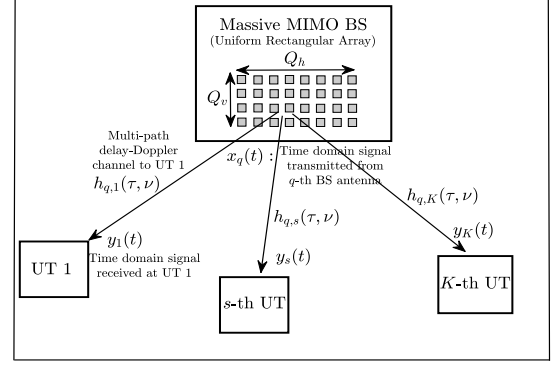 Massive MIMO BS
(Uniform Rectangular Array)
Q_h
Q_v
Multi-path
delay-Doppler
channel to UT 1
h_{q,1}(τ, ν)
x_q(t) :
Time domain signal
transmitted from
q-th BS antenna
h_{q,s}(τ, ν)
h_{q,K}(τ, ν)
y_1(t)
Time domain signal
received at UT 1
y_s(t)
y_K(t)
UT 1
s-th UT
K-th UT